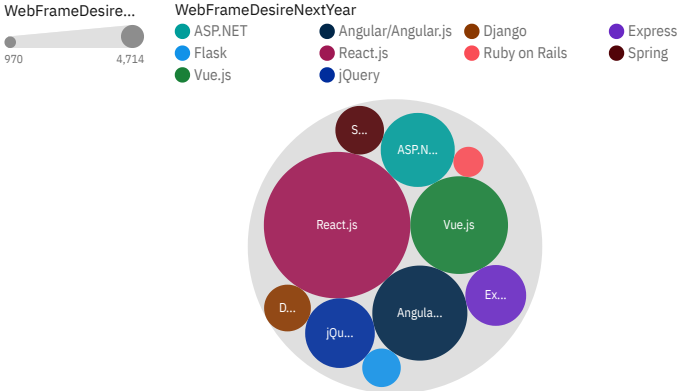 WebFrameDesire...
970
4,714
WebFrameDesireNextYear
ASP.NET
Angular/Angular.js
Django
Express
Flask
React.js
Ruby on Rails
Spring
Vue.js
jQuery
S...
ASP.N...
React.js
Vue.js
Ex...
D...
Angula...
jQu...